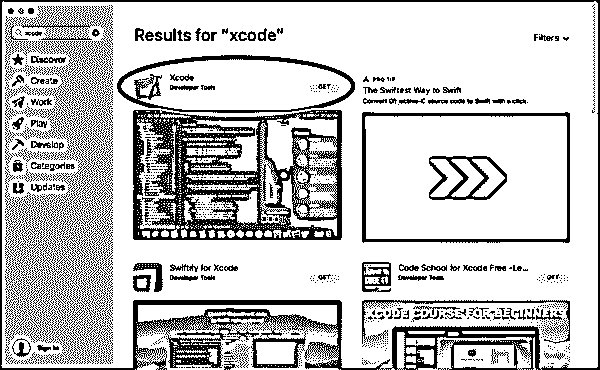 xcode
Discover
Create
Work
Play
Develop
Categories
Updates
Sign In
Results for “xcode”
Filters
Xcode
Developer Tools
GET
PRO TIP
The Swiftest Way to Swift
Convert Objective-C source code to Swift with a click.
Swiftify for Xcode
Developer Tools
GET
Code School for Xcode Free -Le...
Developer Tools
GET
XCODE COURSE FOR BEGINNERS